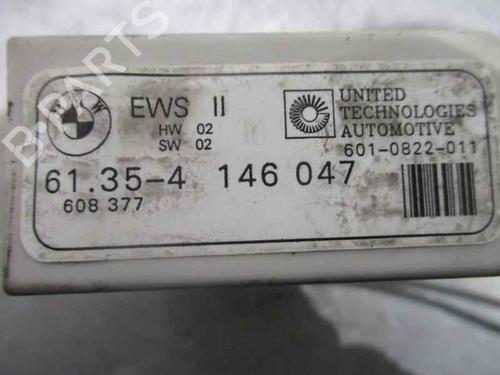 B-PARTS
BMW
EWS II
HW 02
SW 02
UNITED
TECHNOLOGIES
AUTOMOTIVE
601-0822-011
61.35-4 146 047
608 377